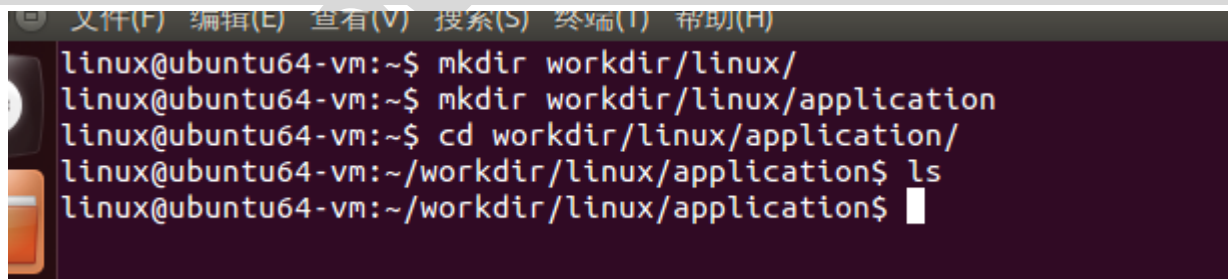 文件(F) 编辑(E) 查看(V) 搜索(S) 终端(T) 帮助(H)
linux@ubuntu64-vm:~$ mkdir workdir/linux/
linux@ubuntu64-vm:~$ mkdir workdir/linux/application
linux@ubuntu64-vm:~$ cd workdir/linux/application/
linux@ubuntu64-vm:~/workdir/linux/application$ ls
linux@ubuntu64-vm:~/workdir/linux/application$